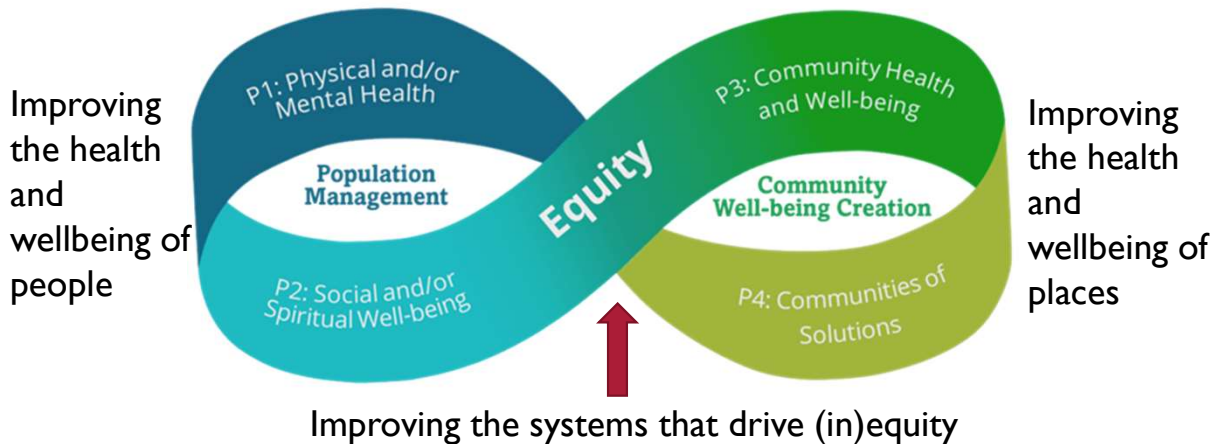 Improving
the health
and
wellbeing of
people
P1: Physical and/or
Mental Health
Population
Management
P2: Social and/or
Spiritual Well-being
Equity
P3: Community Health
and Well-being
Community
Well-being Creation
P4: Communities of
Solutions
Improving
the health
and
wellbeing of
places
Improving the systems that drive (in)equity